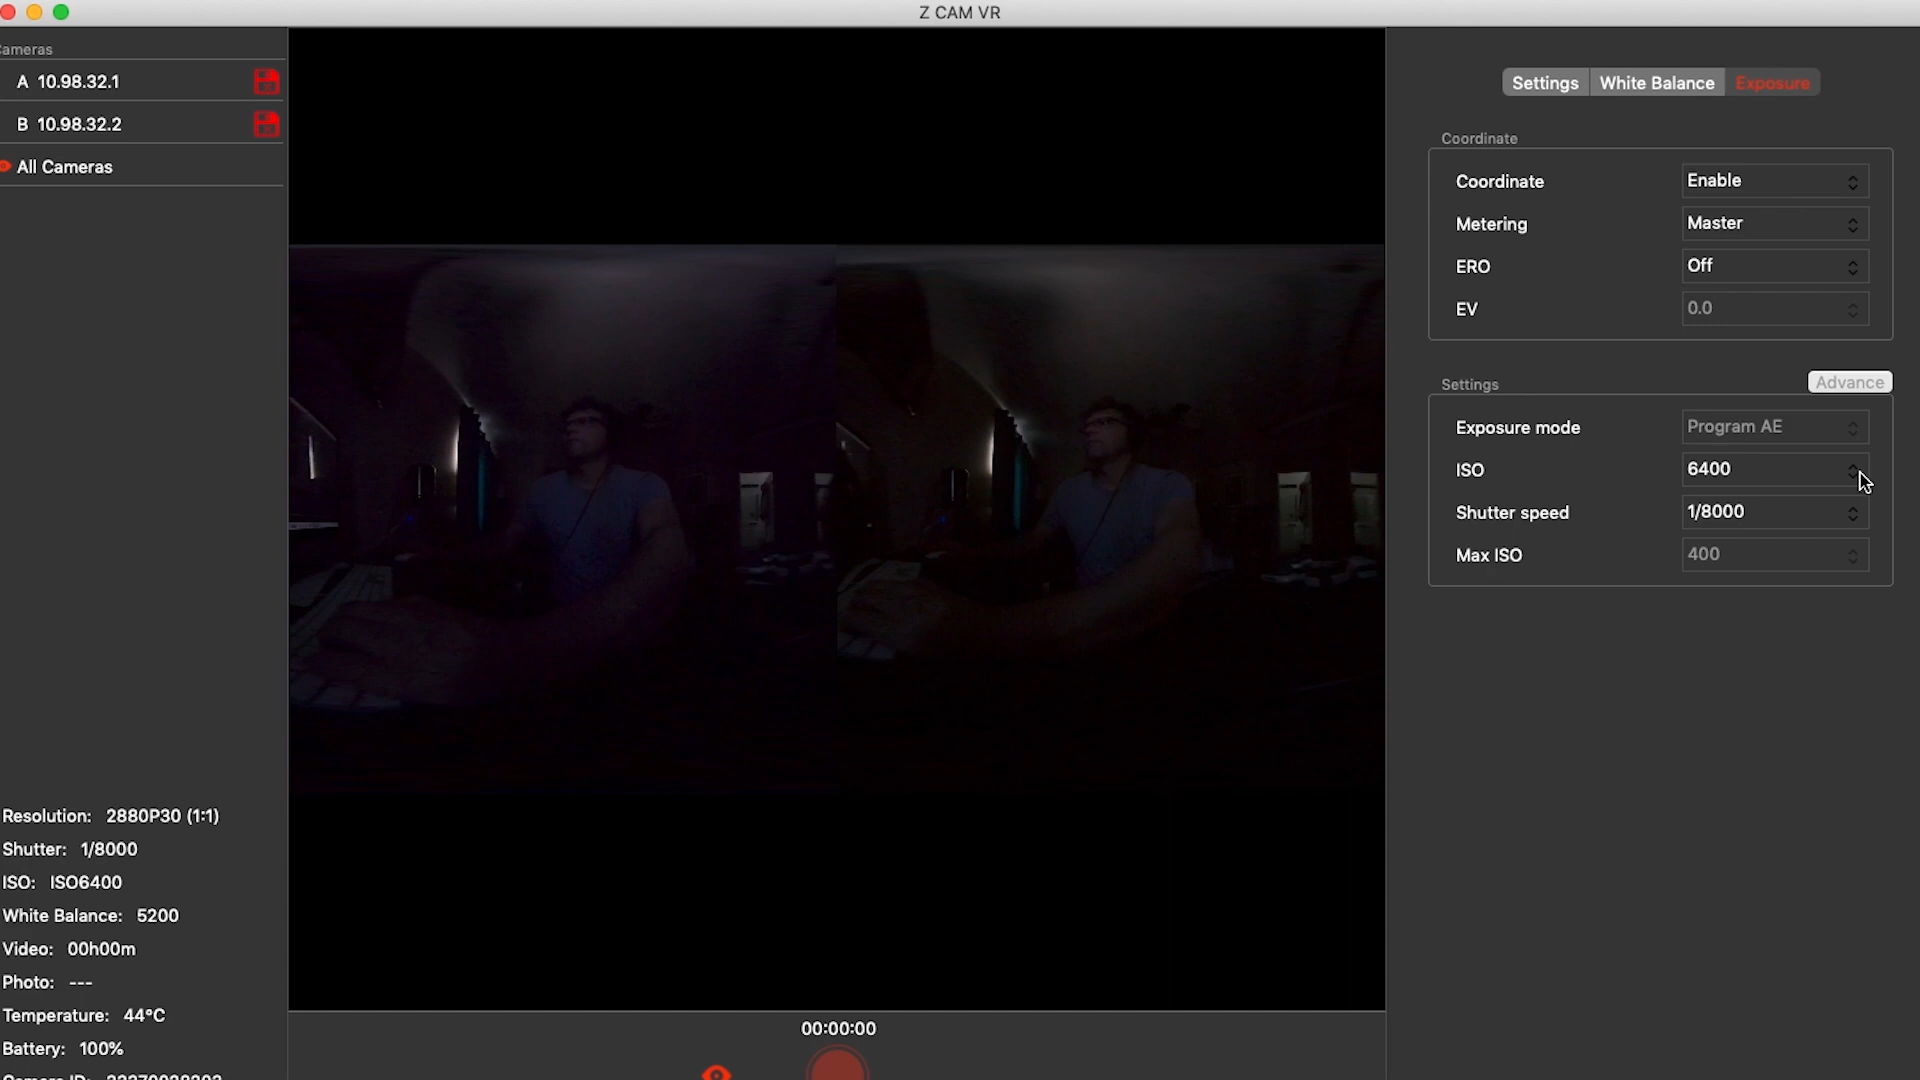 Z CAM VR
Cameras
A 10.98.32.1
B 10.98.32.2
All Cameras
Resolution: 2880P30 (1:1)
Shutter: 1/8000
ISO: ISO6400
White Balance: 5200
Video: 00h00m
Photo: ---
Temperature: 44°C
Battery: 100%
00:00:00
Settings White Balance Exposure
Coordinate
Coordinate Enable
Metering Master
ERO Off
EV 0.0
Settings Advance
Exposure mode Program AE
ISO 6400
Shutter speed 1/8000
Max ISO 400